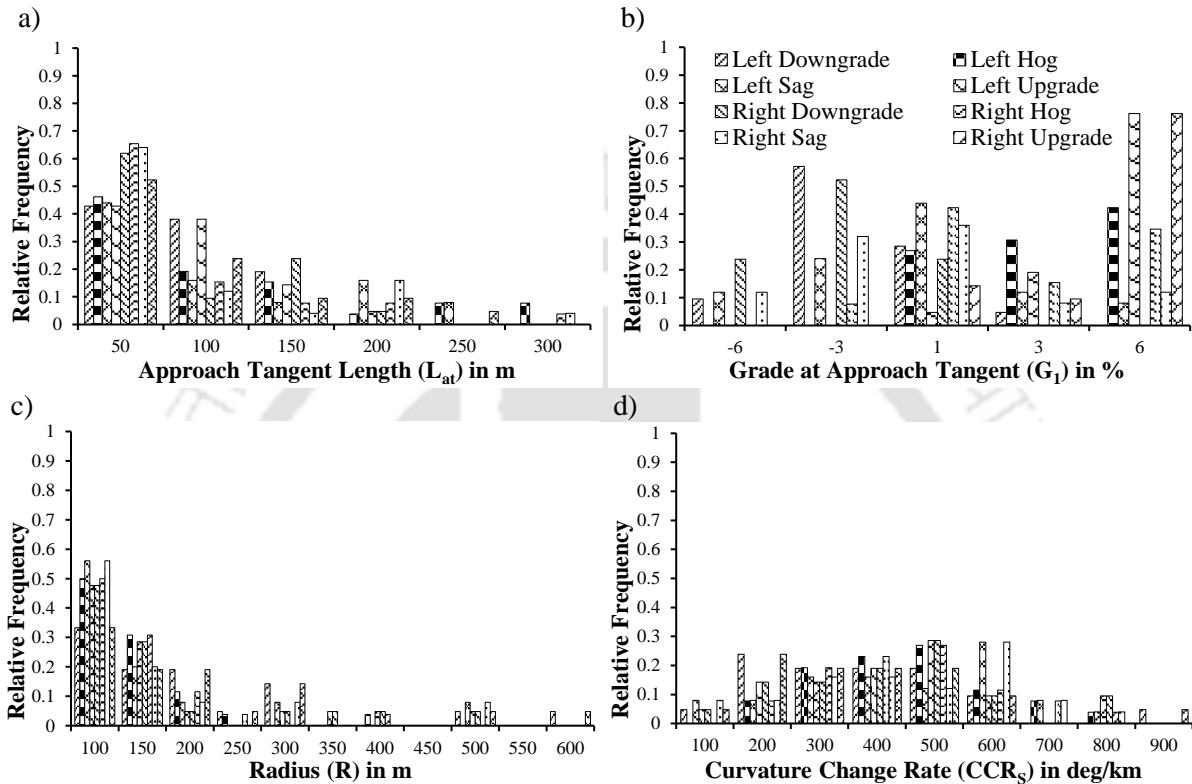 a)
1
0.9
0.8
0.7
0.6
0.5
0.4
0.3
0.2
0.1
0
Relative Frequency
50 100 150 200 250 300
Approach Tangent Length (Lat) in m
b)
1
0.9
0.8
0.7
0.6
0.5
0.4
0.3
0.2
0.1
0
Relative Frequency
Left Downgrade Left Hog
Left Sag Left Upgrade
Right Downgrade Right Hog
Right Sag Right Upgrade
-6 -3 1 3 6
Grade at Approach Tangent (G1) in %
c)
1
0.9
0.8
0.7
0.6
0.5
0.4
0.3
0.2
0.1
0
Relative Frequency
100 150 200 250 300 350 400 450 500 550 600
Radius (R) in m
d)
1
0.9
0.8
0.7
0.6
0.5
0.4
0.3
0.2
0.1
0
Relative Frequency
100 200 300 400 500 600 700 800 900
Curvature Change Rate (CCRS) in deg/km